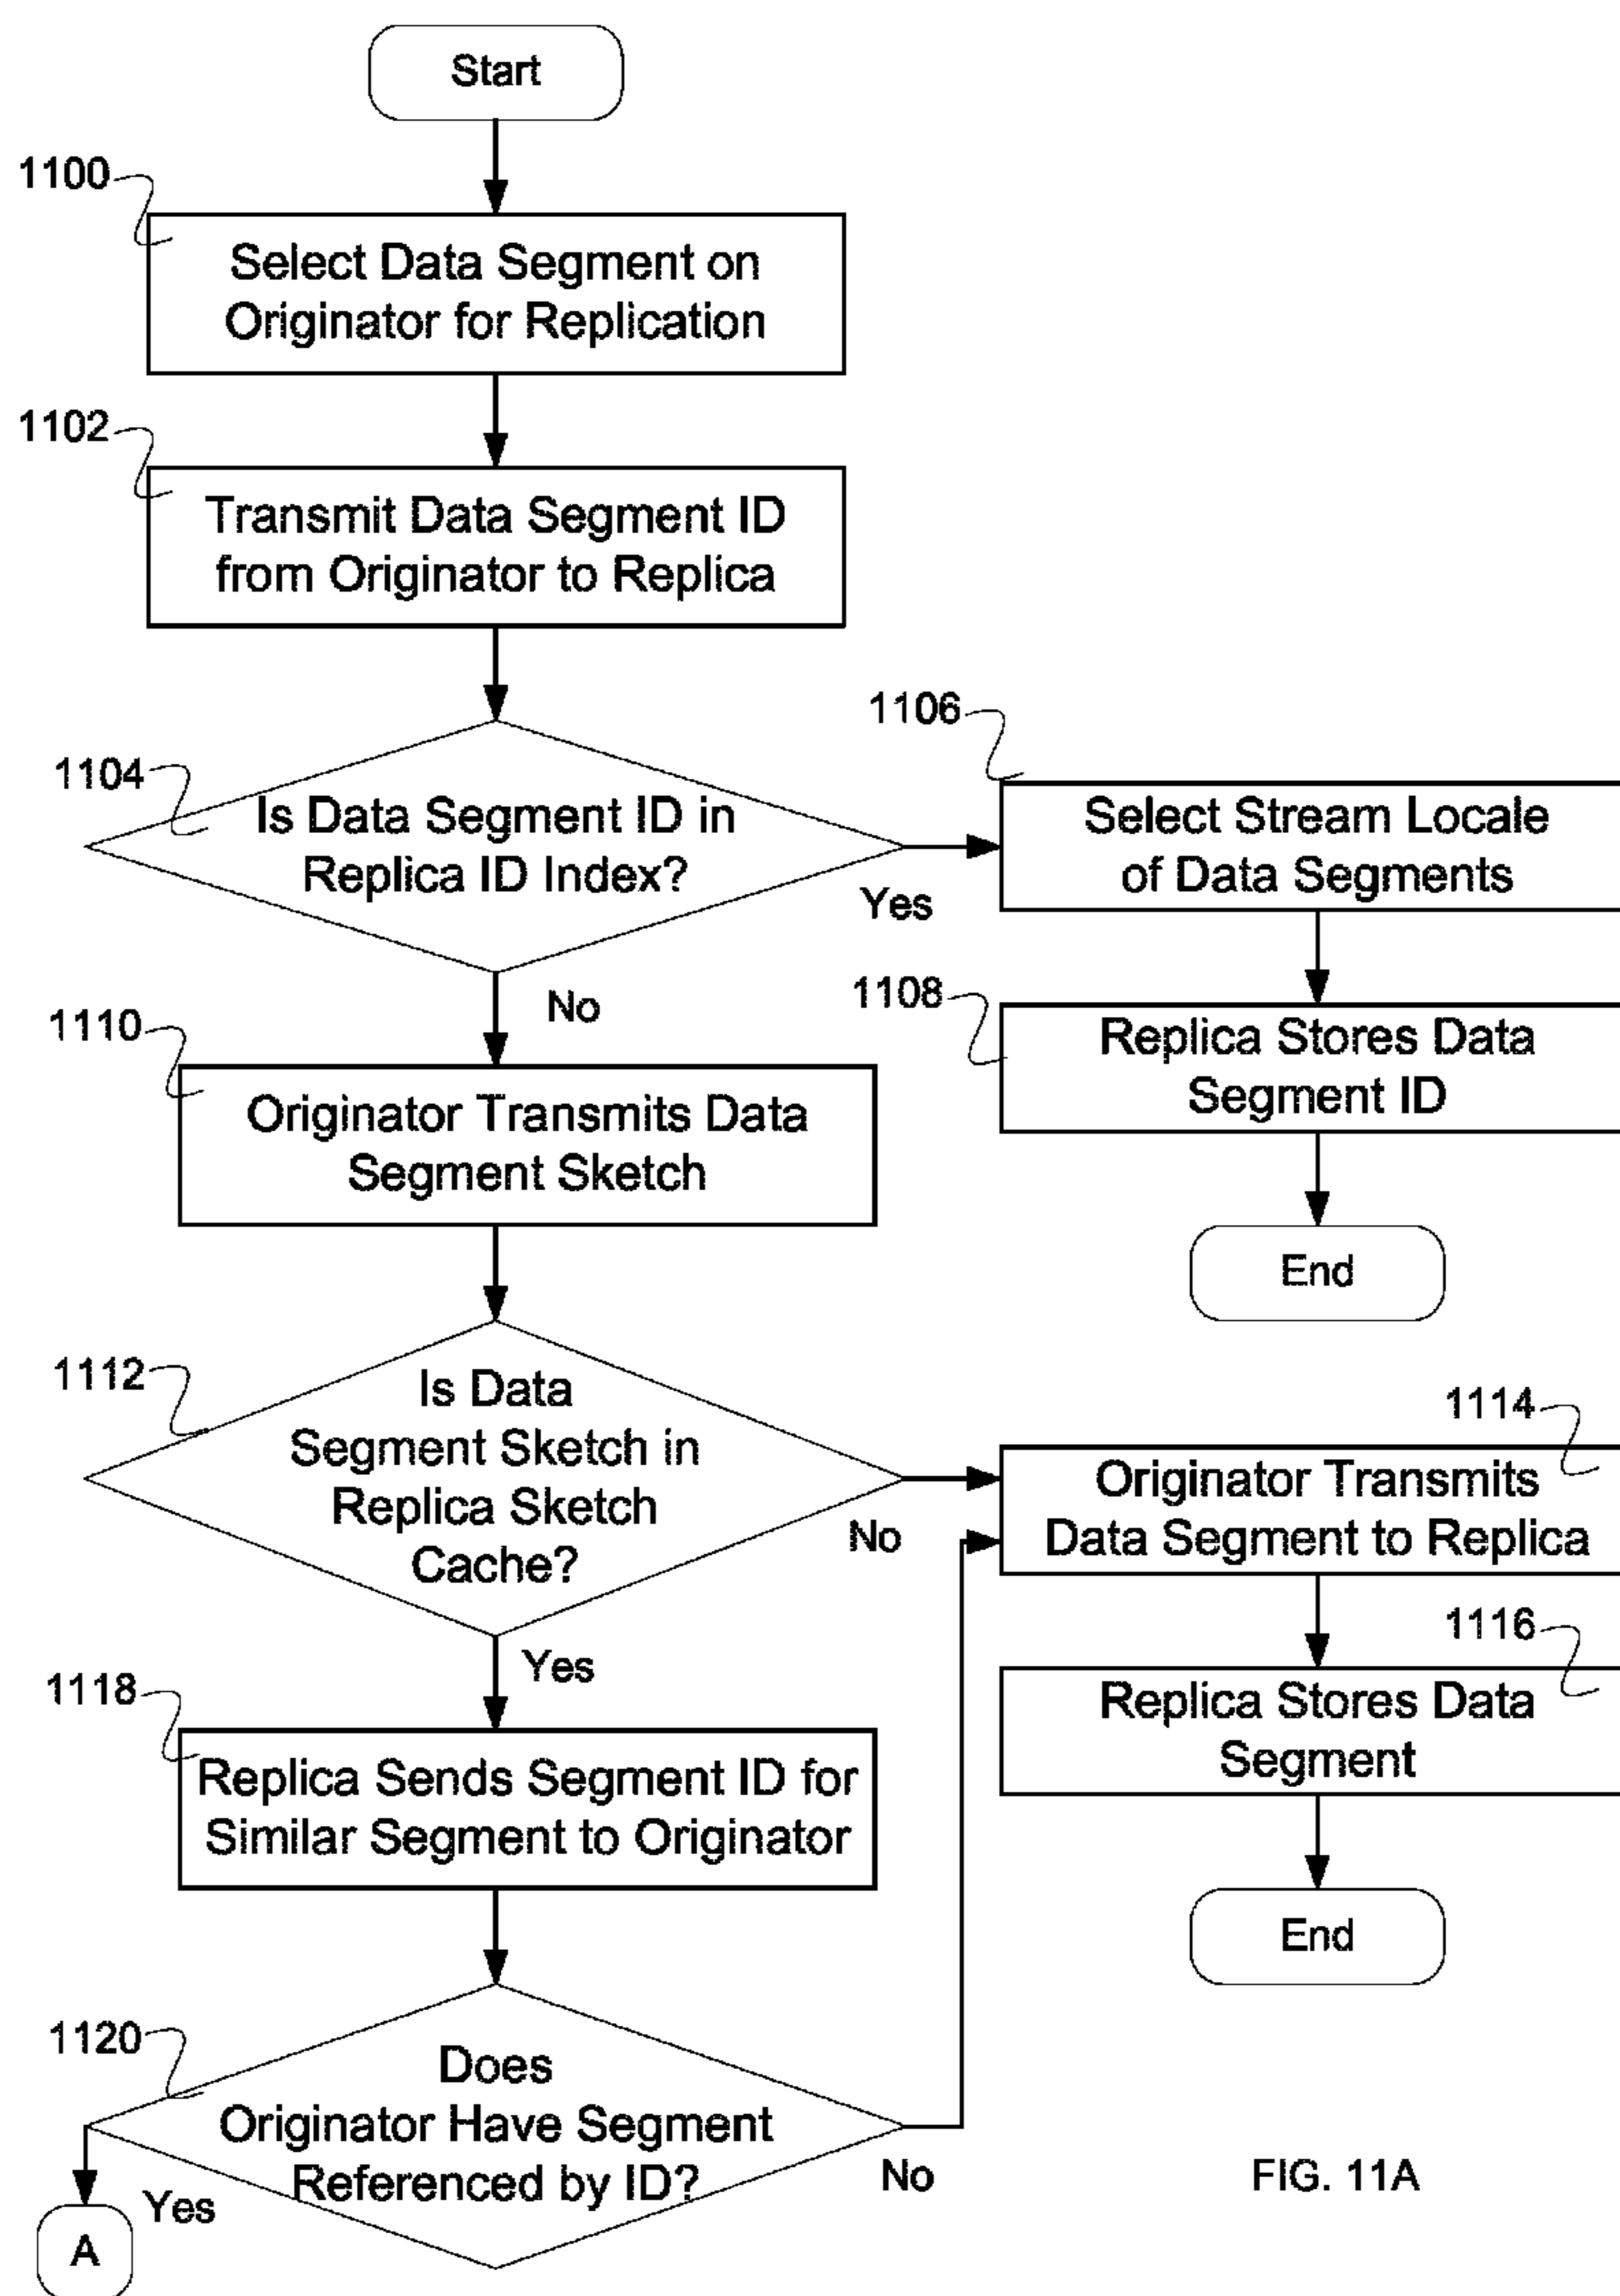 Start
1100
Select Data Segment on
Originator for Replication
1102
Transmit Data Segment ID
from Originator to Replica
1104
Is Data Segment ID in
Replica ID Index?
Yes
No
1106
Select Stream Locale
of Data Segments
1108
Replica Stores Data
Segment ID
End
1110
Originator Transmits Data
Segment Sketch
1112
Is Data
Segment Sketch in
Replica Sketch
Cache?
No
Yes
1114
Originator Transmits
Data Segment to Replica
1116
Replica Stores Data
Segment
End
1118
Replica Sends Segment ID for
Similar Segment to Originator
1120
Does
Originator Have Segment
Referenced by ID?
No
Yes
A
FIG. 11A